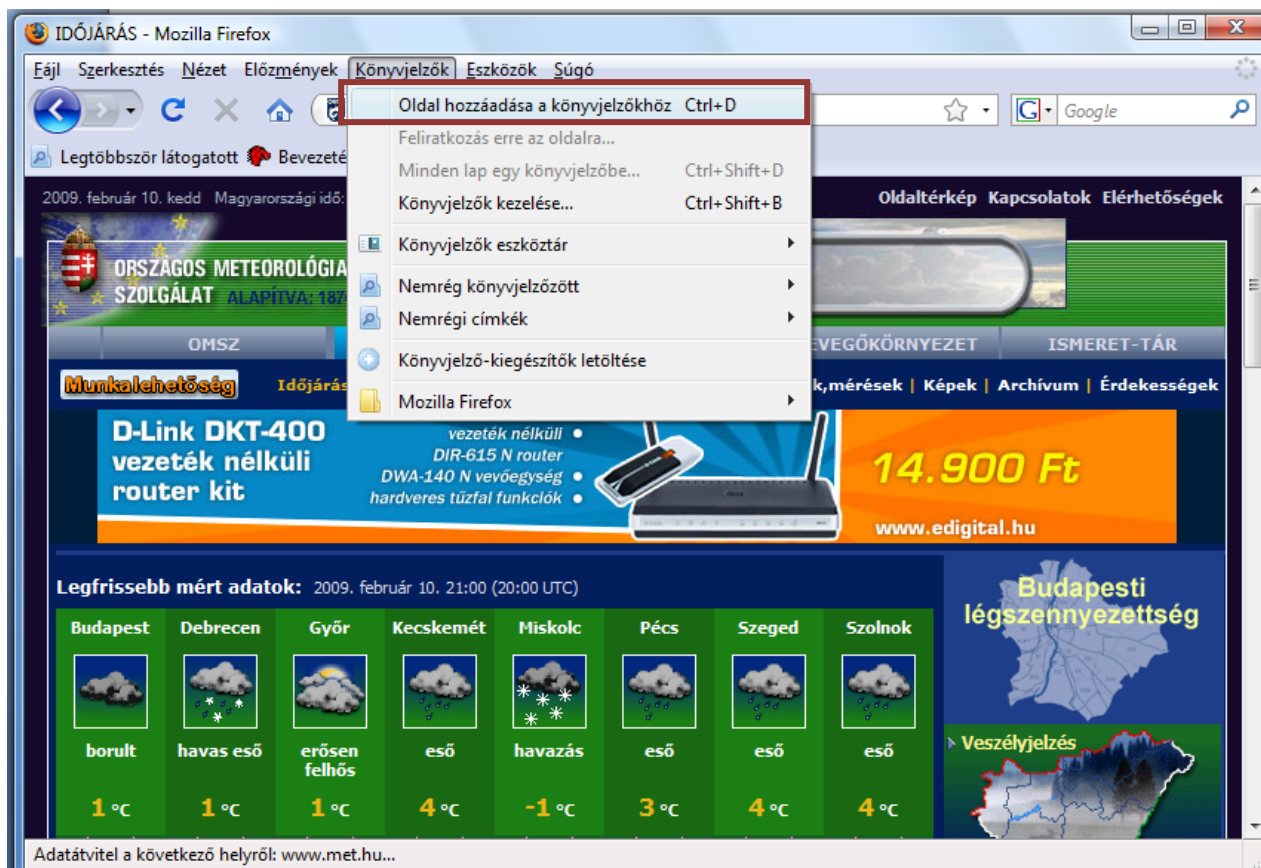 IDŐJÁRÁS - Mozilla Firefox
Fájl Szerkesztés Nézet Előzmények Könyvjelzők Eszközök Súgó
Google
Legtöbbször látogatott
Oldal hozzáadása a könyvjelzőkhöz Ctrl+D
Feliratkozás erre az oldalra...
Minden lap egy könyvjelzőbe... Ctrl+Shift+D
Könyvjelzők kezelése... Ctrl+Shift+B
Könyvjelzők eszköztár
Nemrég könyvjelzőzött
Nemrégi címkék
Könyvjelző-kiegészítők letöltése
Mozilla Firefox
2009. február 10. kedd Magyarországi idő: Oldaltérkép Kapcsolatok Elérhetőségek
ORSZÁGOS
SZOLGÁLAT ALAPÍTVA:
OMSZ ISMERET-TÁR
Munkalehetőség mérések | Képek | Archívum | Érdekességek
D-Link DKT-400
vezeték nélküli
router kit
vezeték nélküli •
DIR-615 N router
DWA-140 N vevőegység •
hardveres tűzfal funkciók •
14.900 Ft
www.edigital.hu
Legfrissebb mért adatok: 2009. február 10. 21:00 (20:00 UTC)
Budapest Debrecen Győr Kecskemét Miskolc Pécs Szeged Szolnok
borult havas eső erősen felhős eső havazás eső eső eső
1 °C 1 °C 1 °C 4 °C -1 °C 3 °C 4 °C 4 °C
Budapesti
légszennyezettség
Veszélyjelzés
Adatátvitel a következő helyről: www.met.hu...